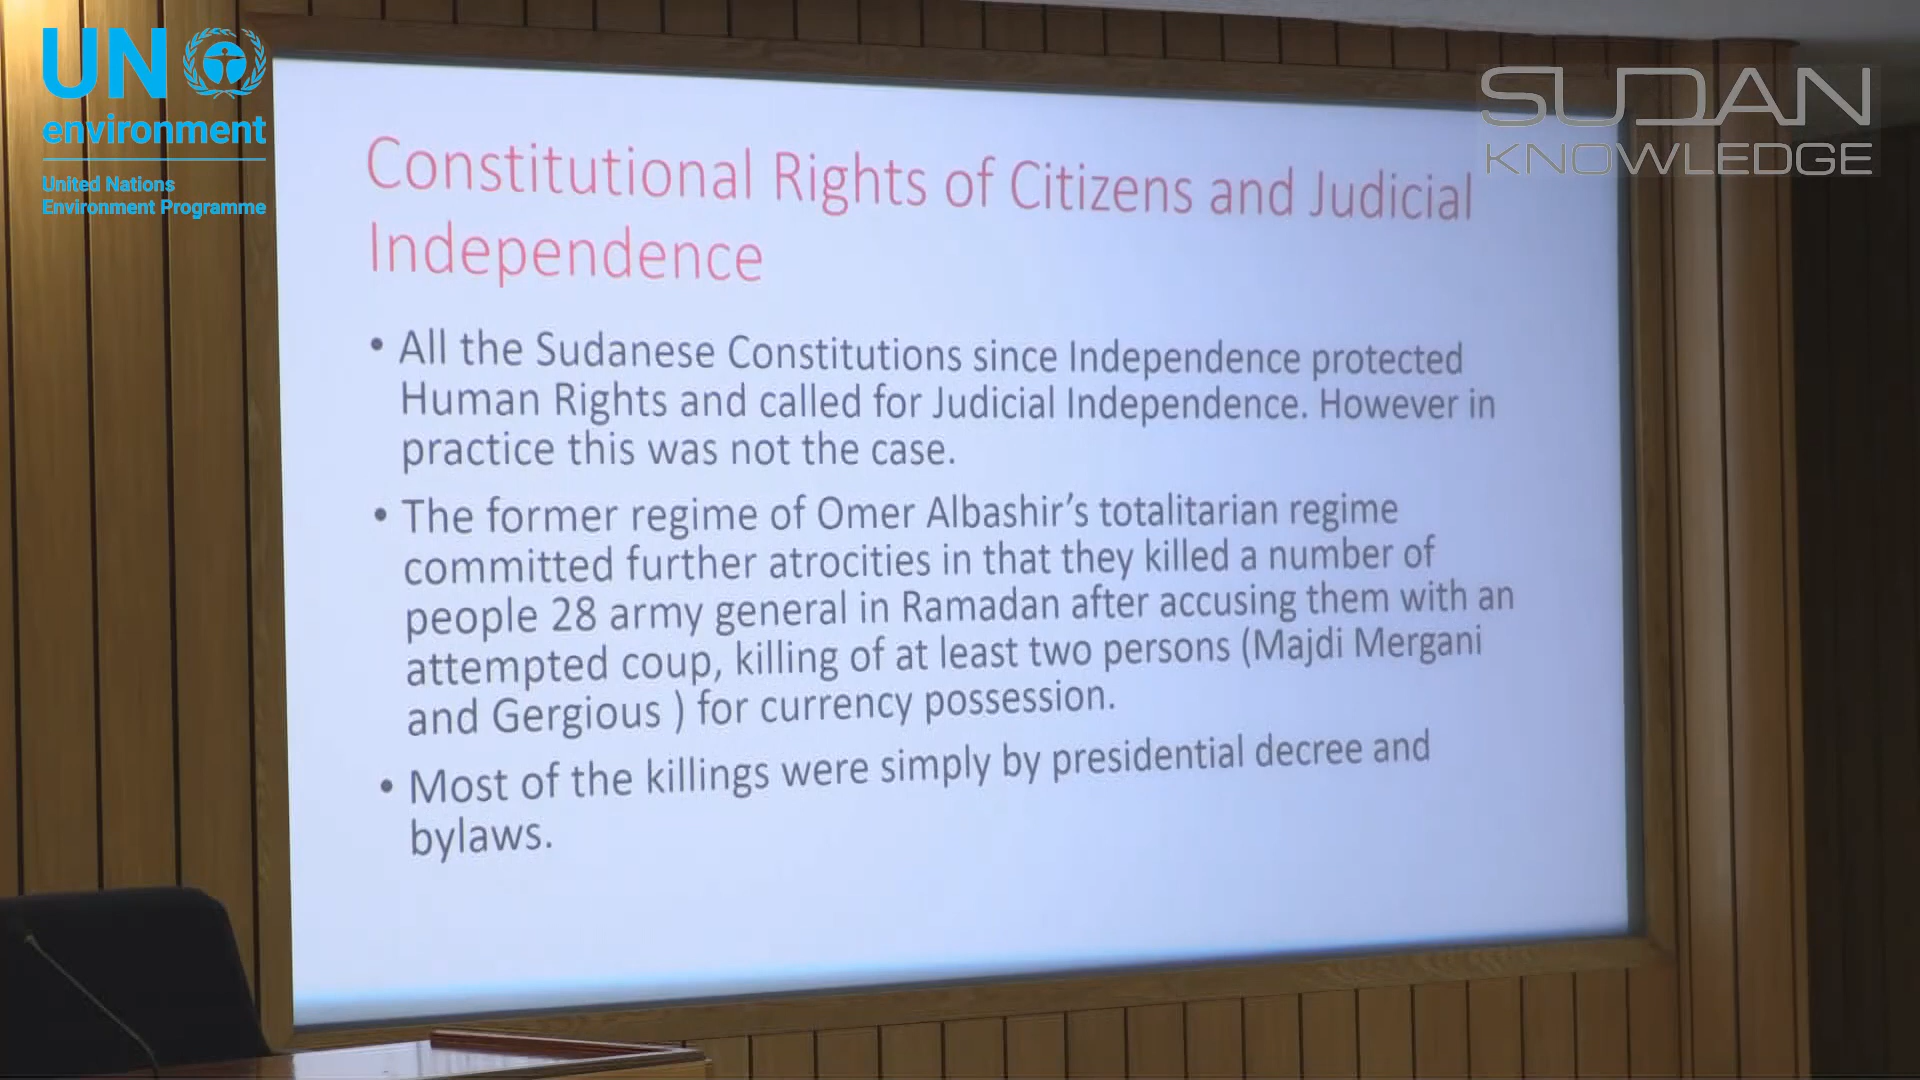 UN
environment
United Nations
Environment Programme
SUDAN
KNOWLEDGE
Constitutional Rights of Citizens and Judicial
Independence
• All the Sudanese Constitutions since Independence protected
Human Rights and called for Judicial Independence. However in
practice this was not the case.
• The former regime of Omer Albashir’s totalitarian regime
committed further atrocities in that they killed a number of
people 28 army general in Ramadan after accusing them with an
attempted coup, killing of at least two persons (Majdi Mergani
and Gergious ) for currency possession.
• Most of the killings were simply by presidential decree and
bylaws.